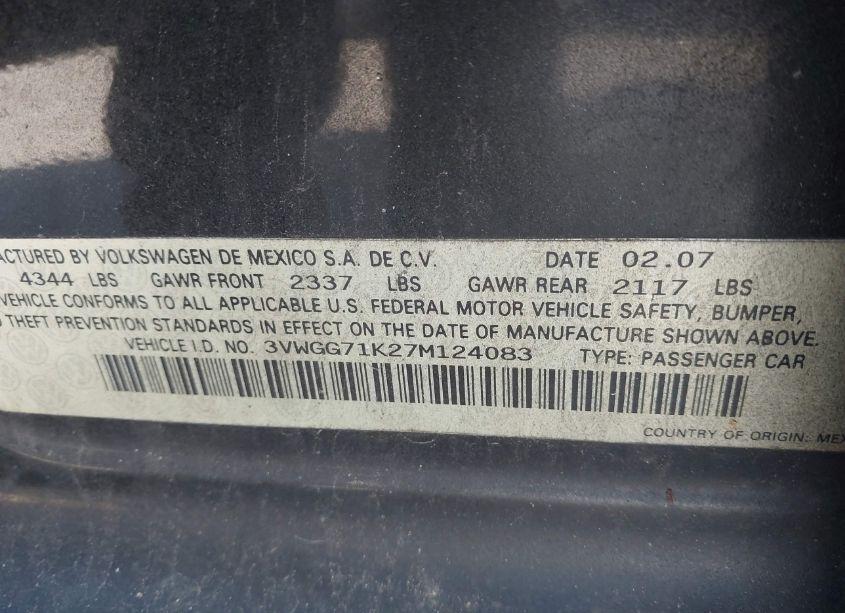 ACTURED BY VOLKSWAGEN DE MEXICO S.A. DE C.V. DATE 02.07
4344 LBS GAWR FRONT 2337 LBS GAWR REAR 2117 LBS
VEHICLE CONFORMS TO ALL APPLICABLE U.S. FEDERAL MOTOR VEHICLE SAFETY, BUMPER,
THEFT PREVENTION STANDARDS IN EFFECT ON THE DATE OF MANUFACTURE SHOWN ABOVE.
VEHICLE I.D. NO. 3VWGG71K27M124083 TYPE: PASSENGER CAR
COUNTRY OF ORIGIN: MEX